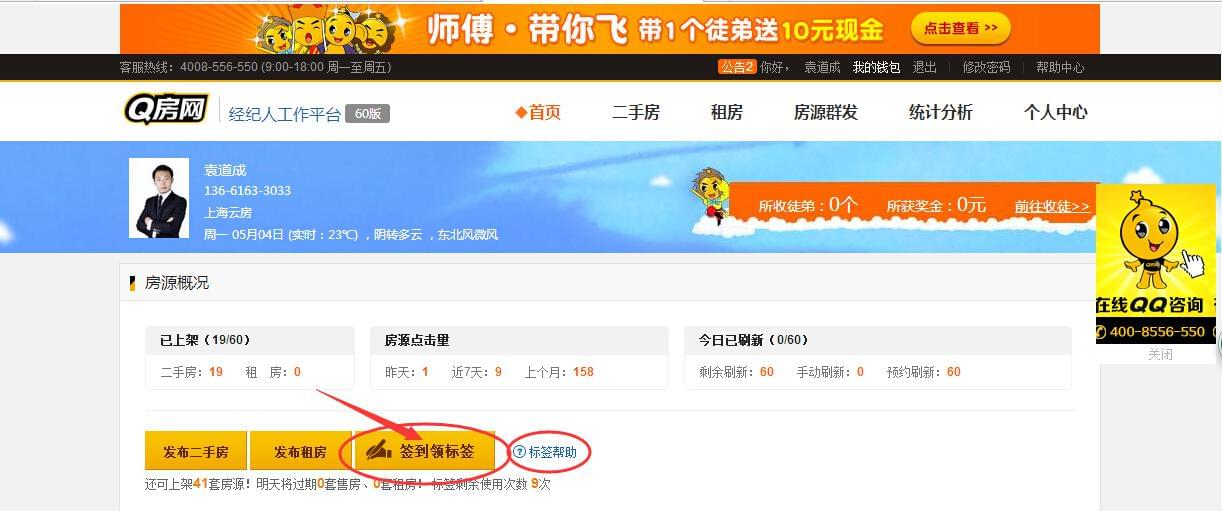 师傅·带你飞 带1个徒弟送10元现金 点击查看 >>
客服热线：4008-556-550 (9:00-18:00 周一至周五) 公告2 你好， 袁道成 我的钱包 退出 | 修改密码 | 帮助中心
Q房网 经纪人工作平台 60版 首页 二手房 租房 房源群发 统计分析 个人中心
袁道成
136-6163-3033
上海云房
周一 05月04日 (实时：23℃) ，阴转多云 ，东北风微风
所收徒弟：0个 所获奖金：0元 前往收徒>>
在线QQ咨询
400-8556-550
关闭
房源概况
已上架（19/60） 房源点击量 今日已刷新（0/60）
二手房：19 租 房：0 昨天：1 近7天：9 上个月：158 剩余刷新：60 手动刷新：0 预约刷新：60
发布二手房 发布租房 签到领标签 ? 标签帮助
还可上架41套房源！明天将过期0套售房、0套租房！ 标签剩余使用次数 9次